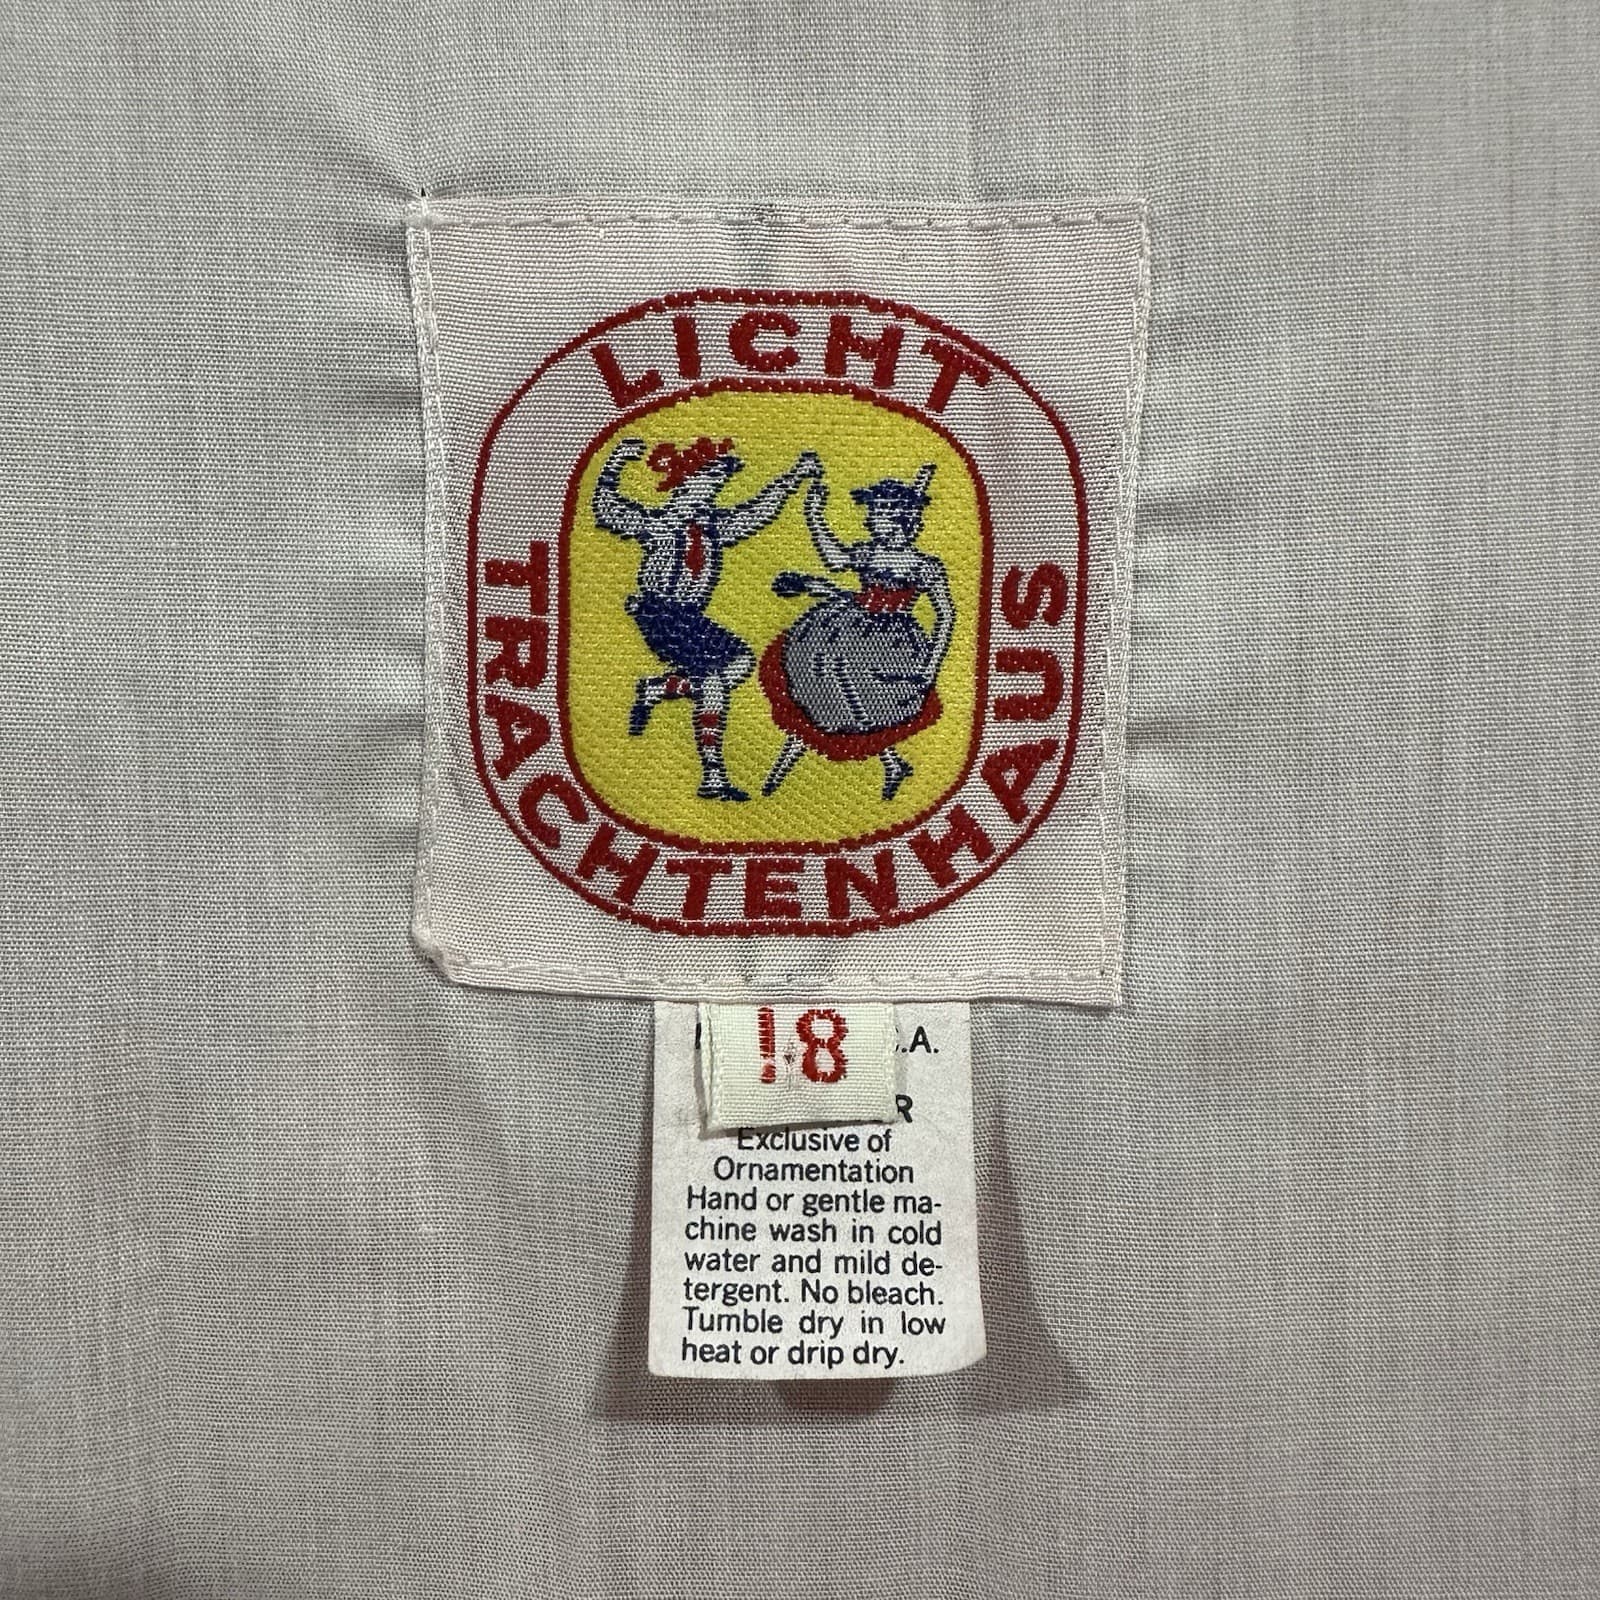 LICHT
TRACHTENHAUS
18
Exclusive of
Ornamentation
Hand or gentle ma-
chine wash in cold
water and mild de-
tergent. No bleach.
Tumble dry in low
heat or drip dry.